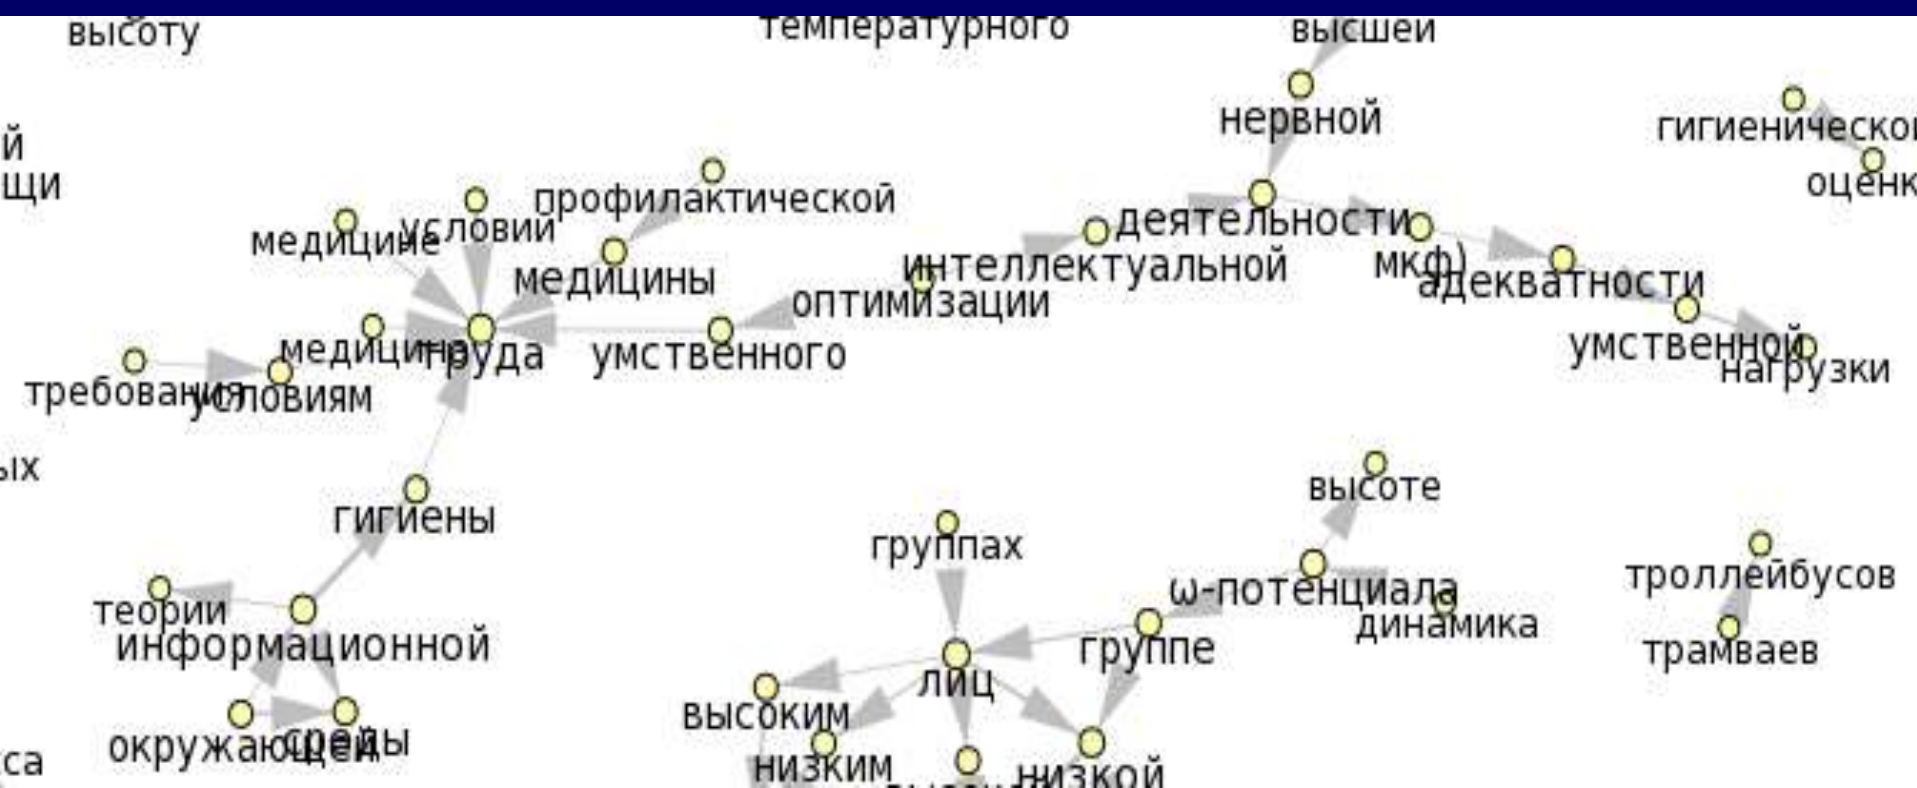 высоту
температурного
высшей
нервной
гигиеническо
й
щи
профилактической
оценк
условий
медицине
деятельности
медицины
интеллектуальной
мкф)
адекватности
оптимизации
медицина
труда
умственного
умственной
нагрузки
требования
условиям
ых
высоте
гигиены
группах
троллейбусов
ω-потенциала
теории
динамика
информационной
группе
трамваев
лиц
высоким
окружающей
среды
са
низким
низкой